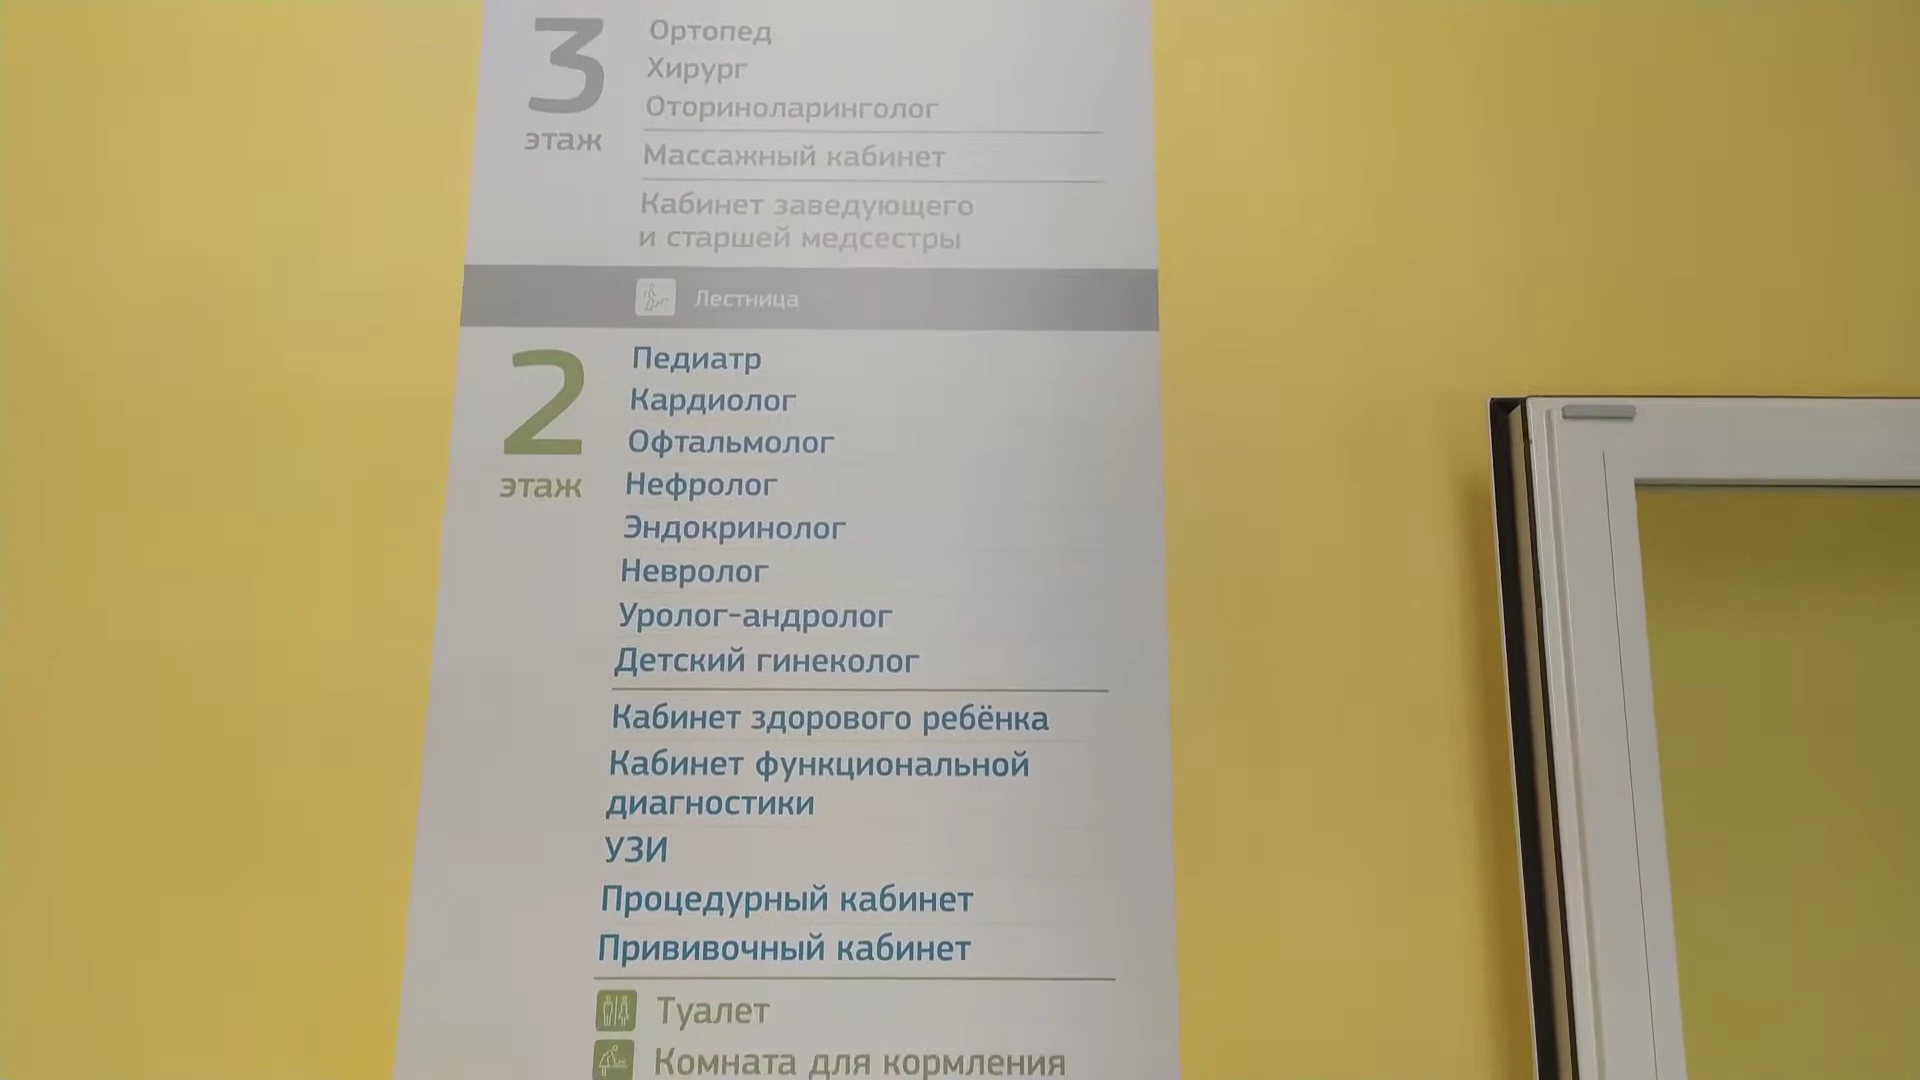 3
этаж
Ортопед
Хирург
Оториноларинголог
Массажный кабинет
Кабинет заведующего
и старшей медсестры
Лестница
2
этаж
Педиатр
Кардиолог
Офтальмолог
Нефролог
Эндокринолог
Невролог
Уролог-андролог
Детский гинеколог
Кабинет здорового ребёнка
Кабинет функциональной
диагностики
УЗИ
Процедурный кабинет
Прививочный кабинет
Туалет
Комната для кормления